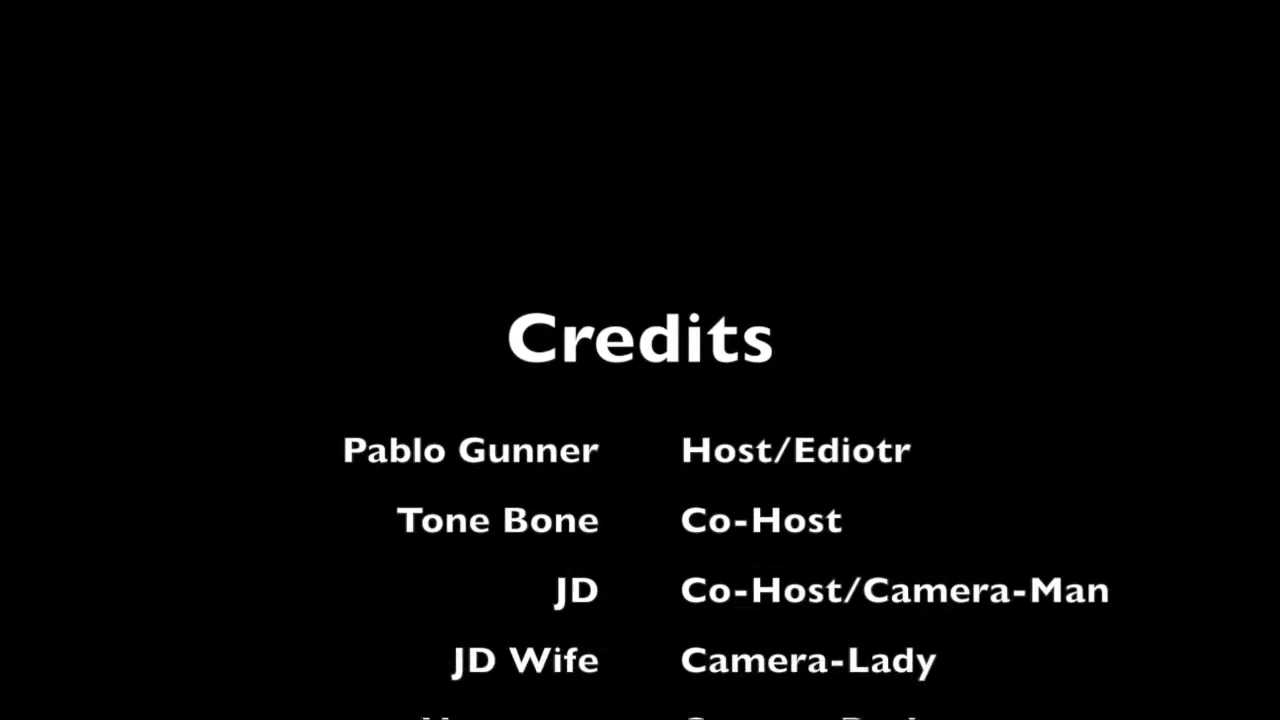 Credits
Pablo Gunner Host/Ediotr
Tone Bone Co-Host
JD Co-Host/Camera-Man
JD Wife Camera-Lady